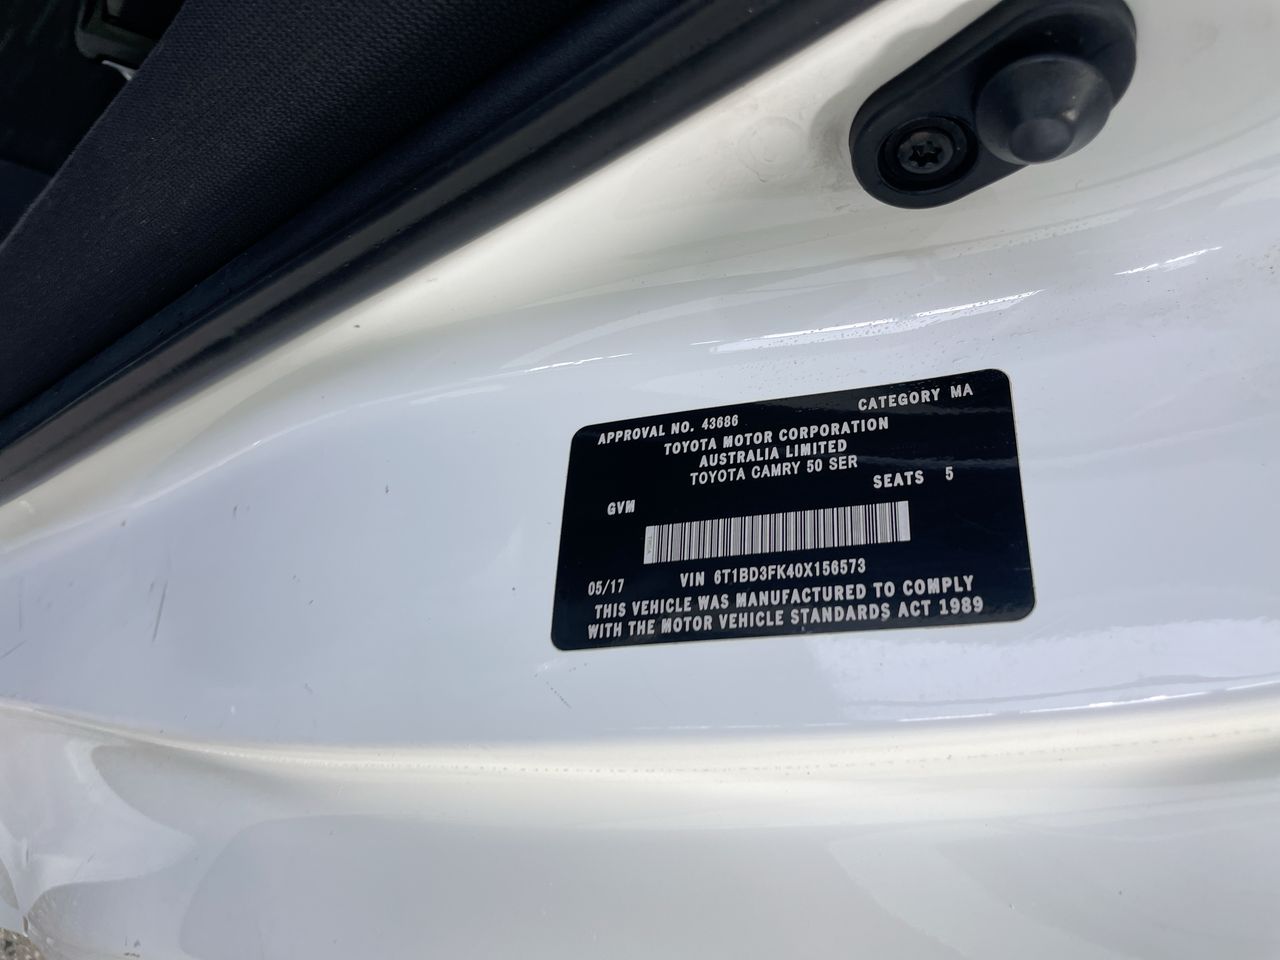 APPROVAL NO. 43686 CATEGORY MA
TOYOTA MOTOR CORPORATION
AUSTRALIA LIMITED
TOYOTA CAMRY 50 SER
GVM SEATS 5
05/17 VIN 6T1BD3FK40X156573
THIS VEHICLE WAS MANUFACTURED TO COMPLY
WITH THE MOTOR VEHICLE STANDARDS ACT 1989